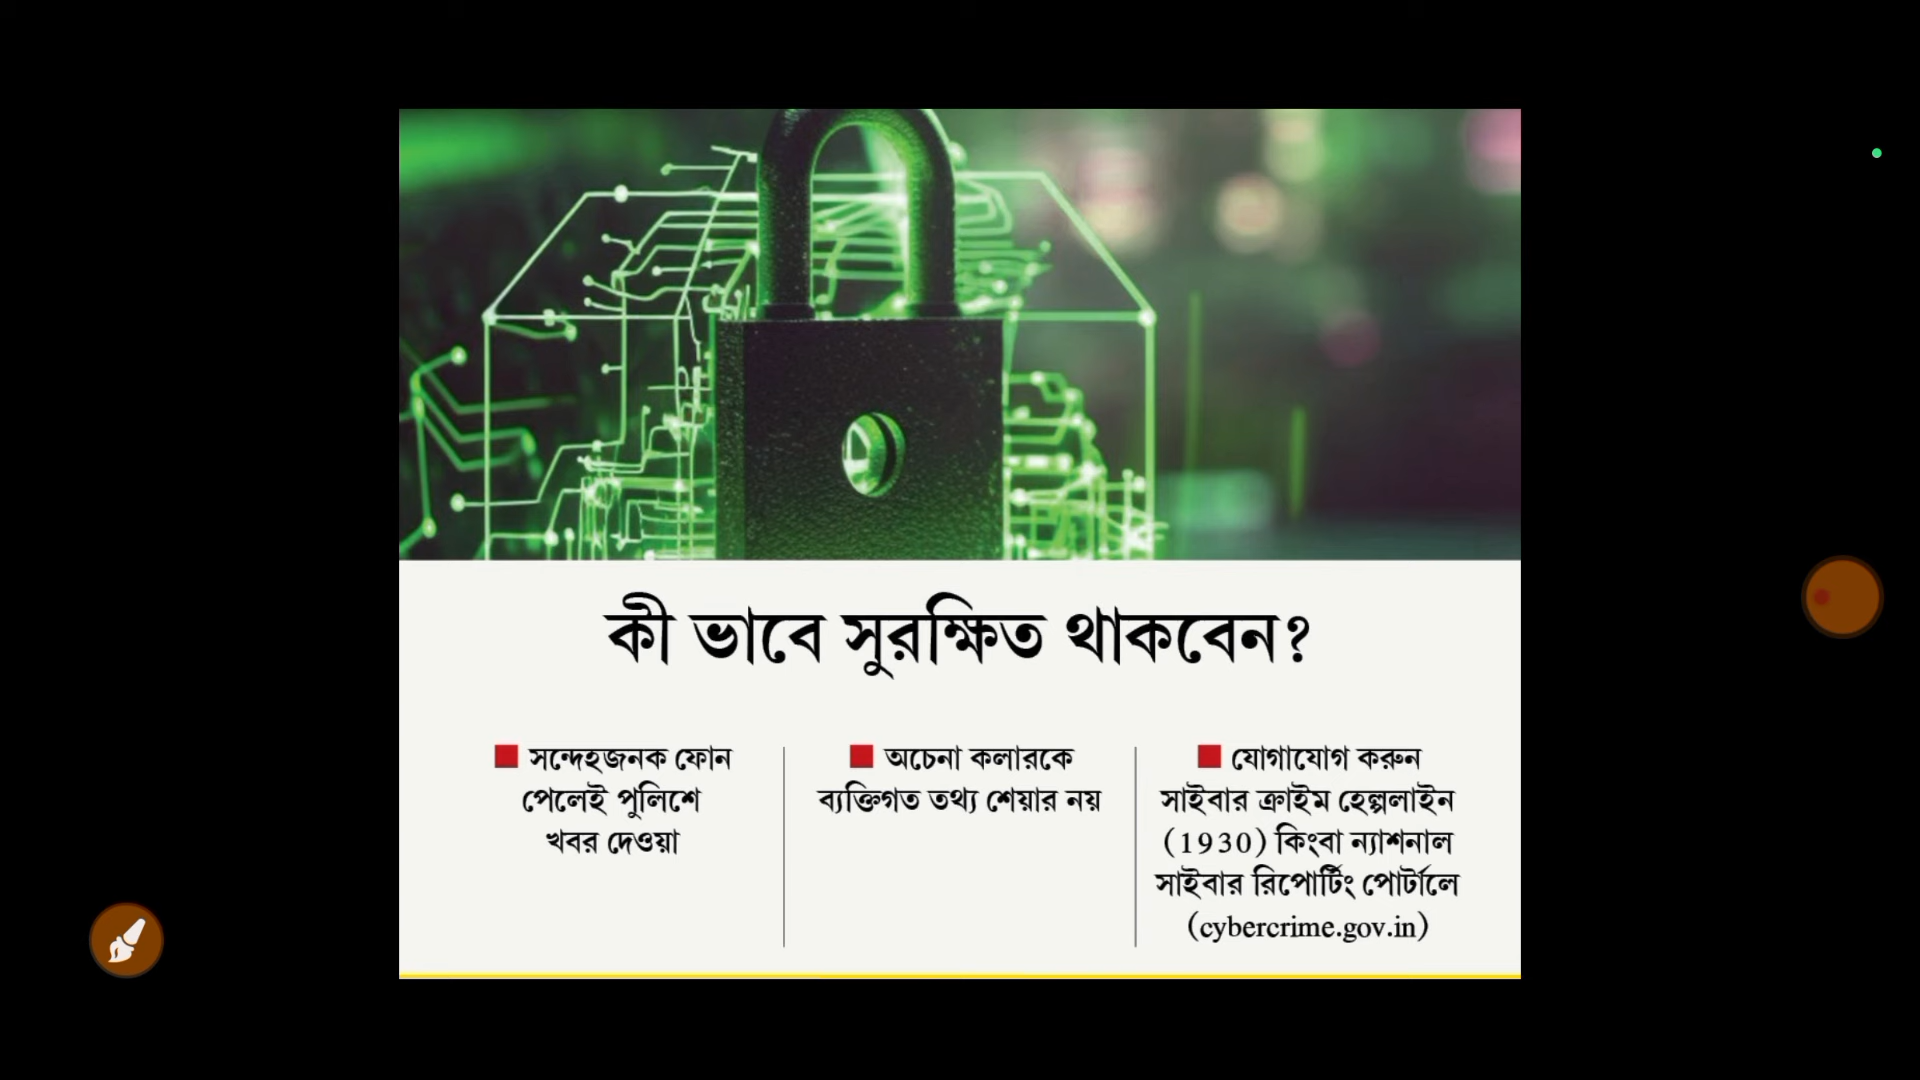 কী ভাবে সুরক্ষিত থাকবেন?
সন্দেহজনক ফোন
পেলেই পুলিশে
খবর দেওয়া
অচেনা কলারকে
ব্যক্তিগত তথ্য শেয়ার নয়
যোগাযোগ করুন
সাইবার ক্রাইম হেল্পলাইন
(1930) কিংবা ন্যাশনাল
সাইবার রিপোর্টিং পোর্টালে
(cybercrime.gov.in)